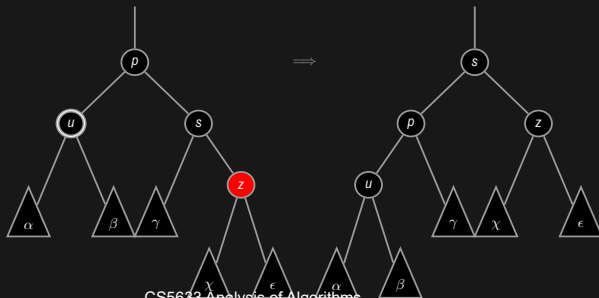 p ⟹ s
u s p z
z u
α β γ γ χ ϵ
χ ϵ α β
CS5633 Analysis of Algorithms